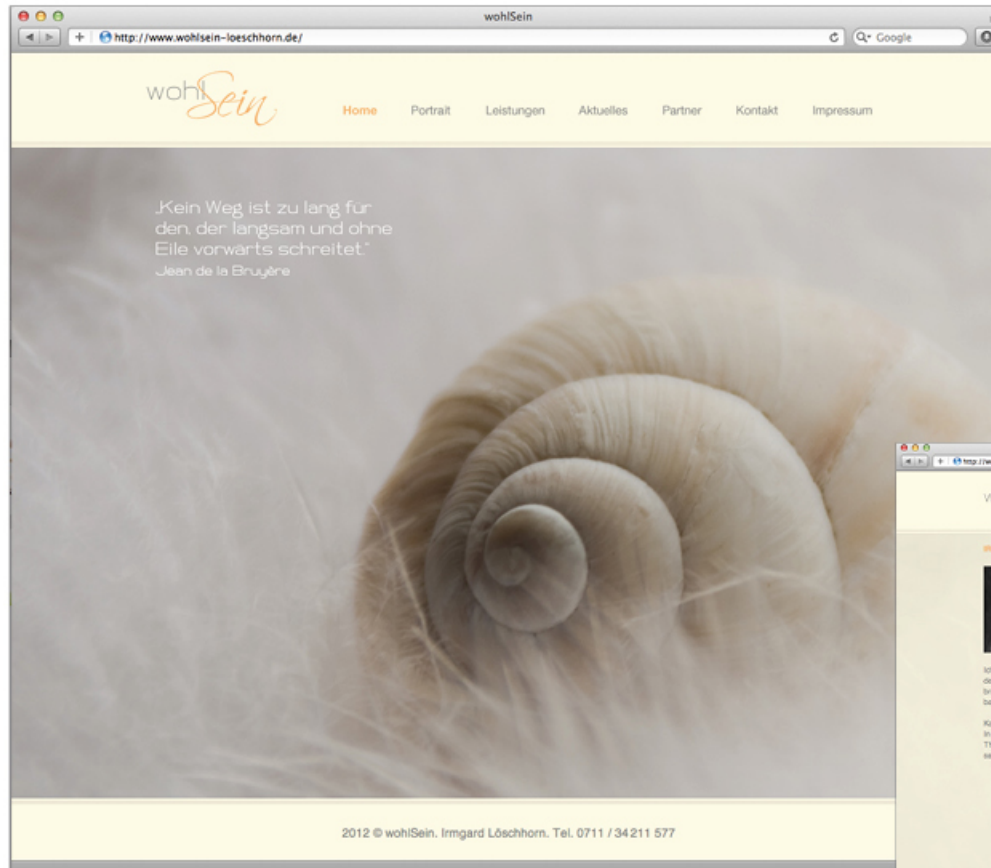 wohlSein
http://www.wohlsein-loeschhorn.de/
Google
wohlSein
Home Portrait Leistungen Aktuelles Partner Kontakt Impressum
„Kein Weg ist zu lang für
den, der langsam und ohne
Eile vorwärts schreitet."
Jean de la Bruyère
2012 © wohlSein. Irmgard Löschhorn. Tel. 0711 / 34 211 577